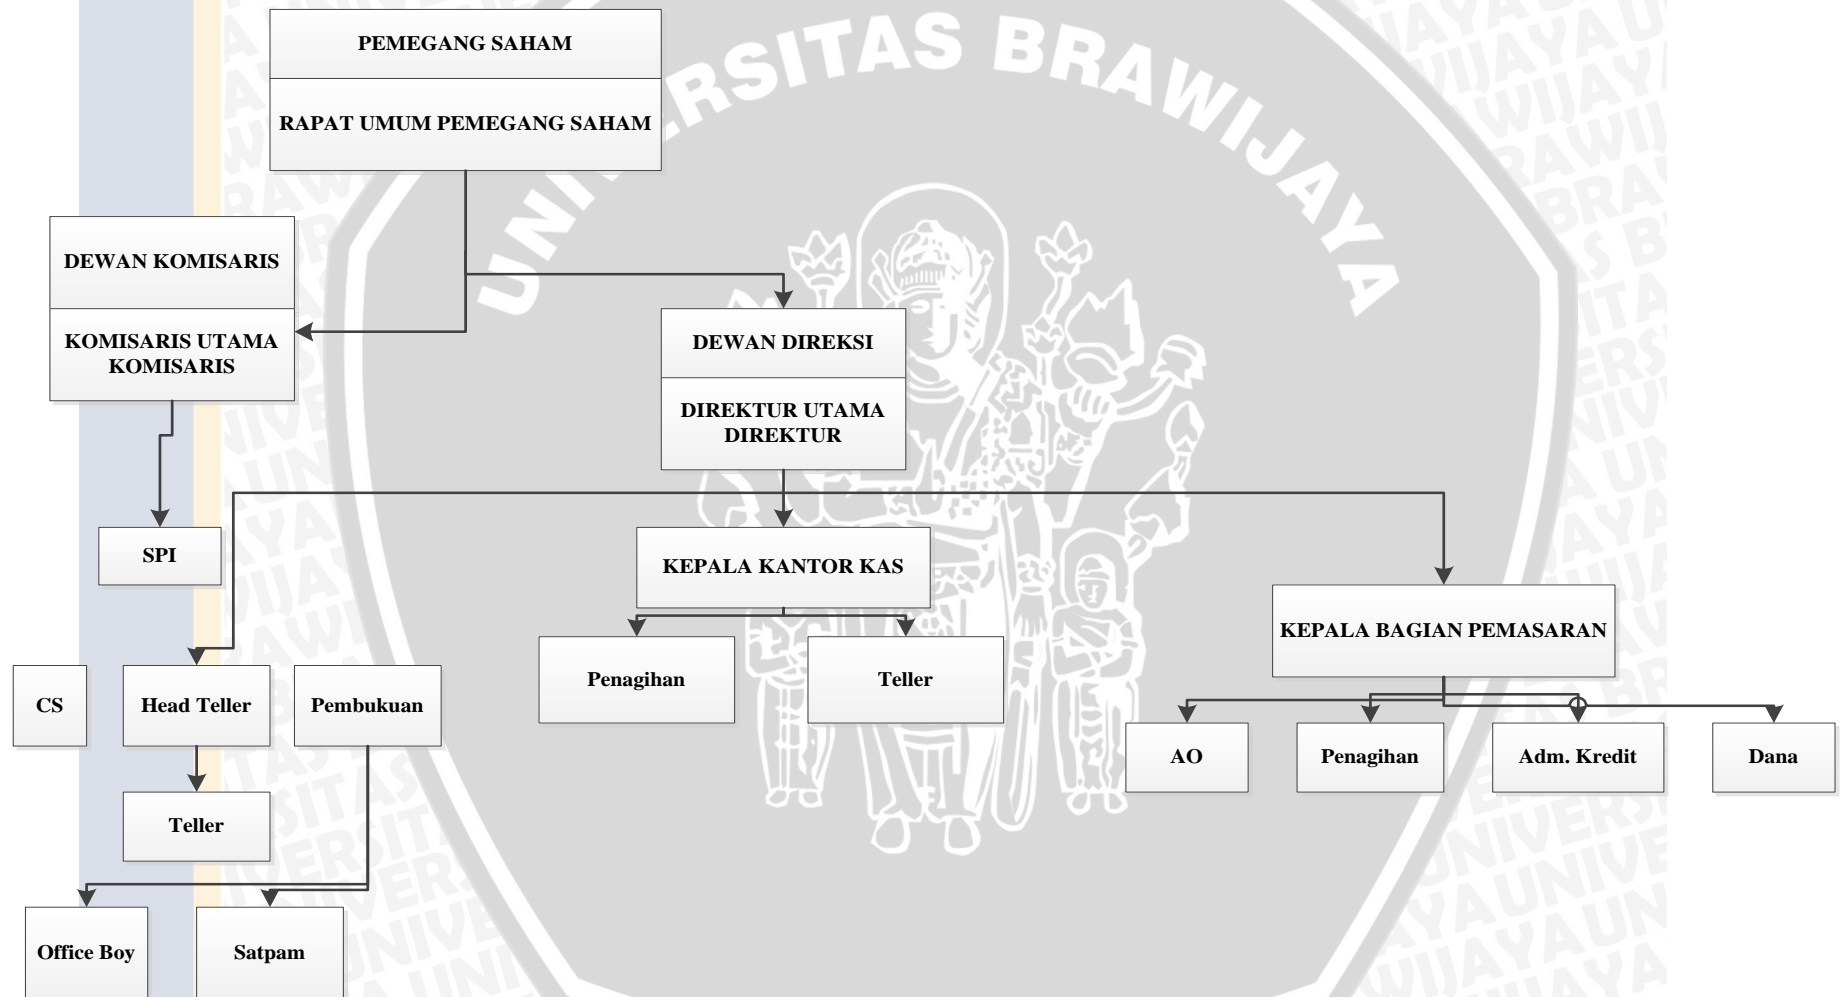 UNIVERSITAS BRAWIJAYA
PEMEGANG SAHAM
RAPAT UMUM PEMEGANG SAHAM
DEWAN KOMISARIS
KOMISARIS UTAMA
KOMISARIS
DEWAN DIREKSI
DIREKTUR UTAMA
DIREKTUR
SPI
KEPALA KANTOR KAS
KEPALA BAGIAN PEMASARAN
CS
Head Teller
Pembukuan
Penagihan
Teller
AO
Penagihan
Adm. Kredit
Dana
Teller
Office Boy
Satpam